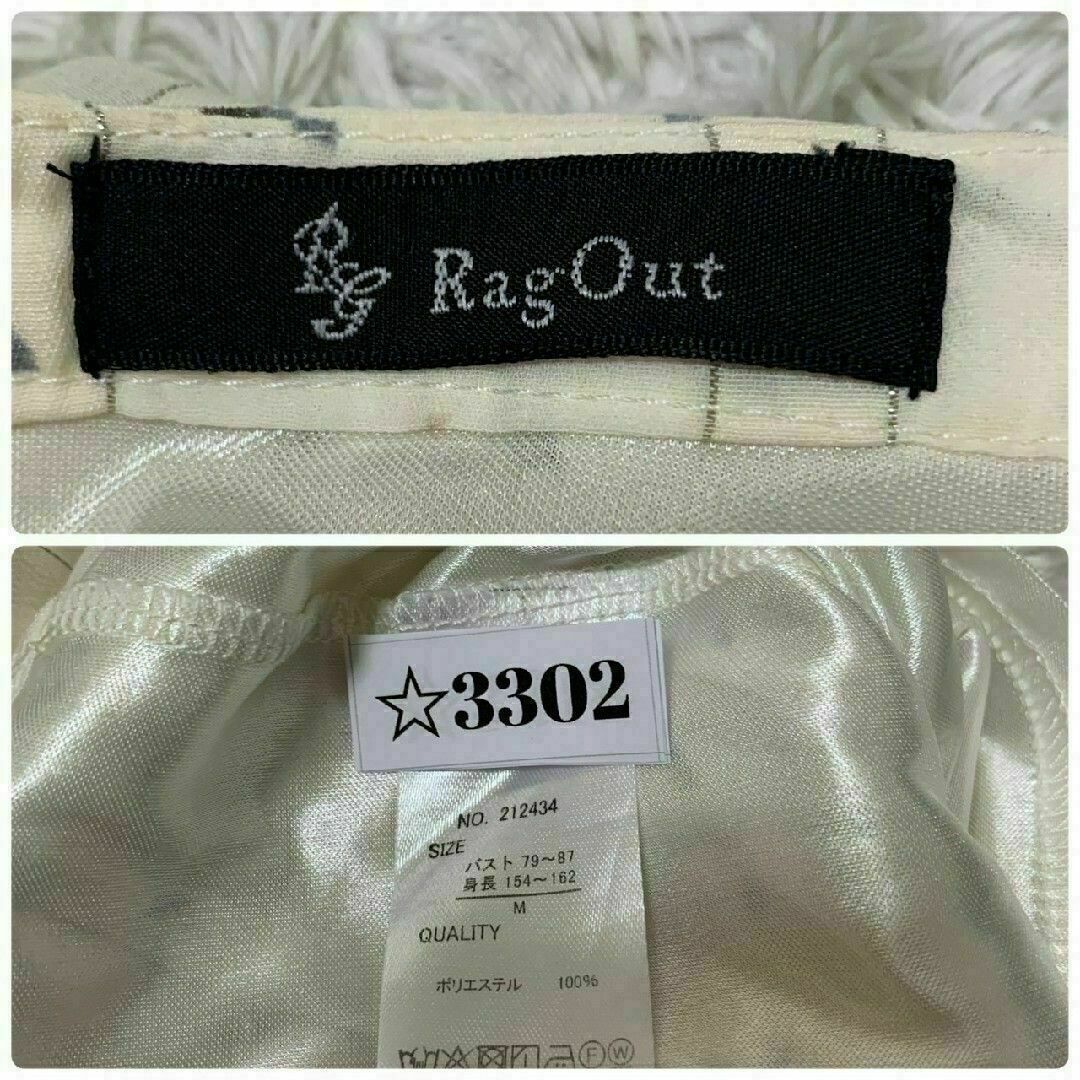 RG RagOut
☆3302
NO. 212434
SIZE
バスト 79～87
身長 154～162
M
QUALITY
ポリエステル 100%
F W